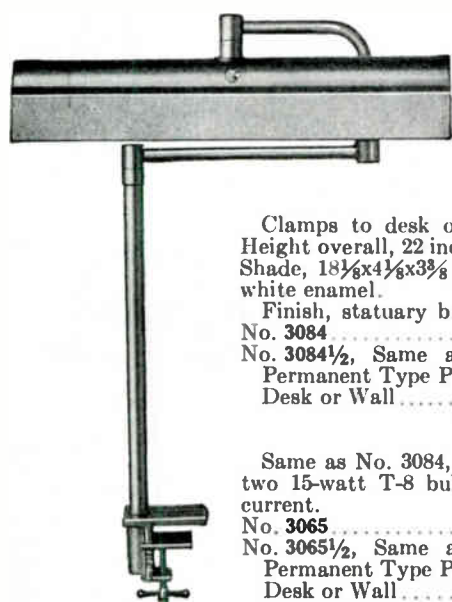 Clamps to desk o
Height overall, 22 inc
Shade, 18⅛x4⅛x3⅜
white enamel.
Finish, statuary b
No. 3084
No. 3084½, Same a
Permanent Type P
Desk or Wall
Same as No. 3084,
two 15-watt T-8 bu
current.
No. 3065
No. 3065½, Same a
Permanent Type P
Desk or Wall